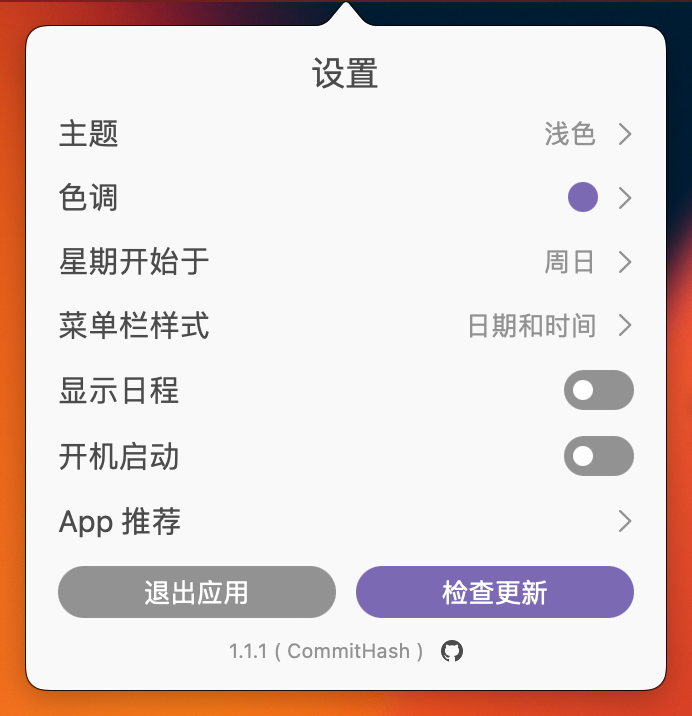 设置
主题 浅色
色调
星期开始于 周日
菜单栏样式 日期和时间
显示日程
开机启动
App 推荐
退出应用 检查更新
1.1.1 ( CommitHash )